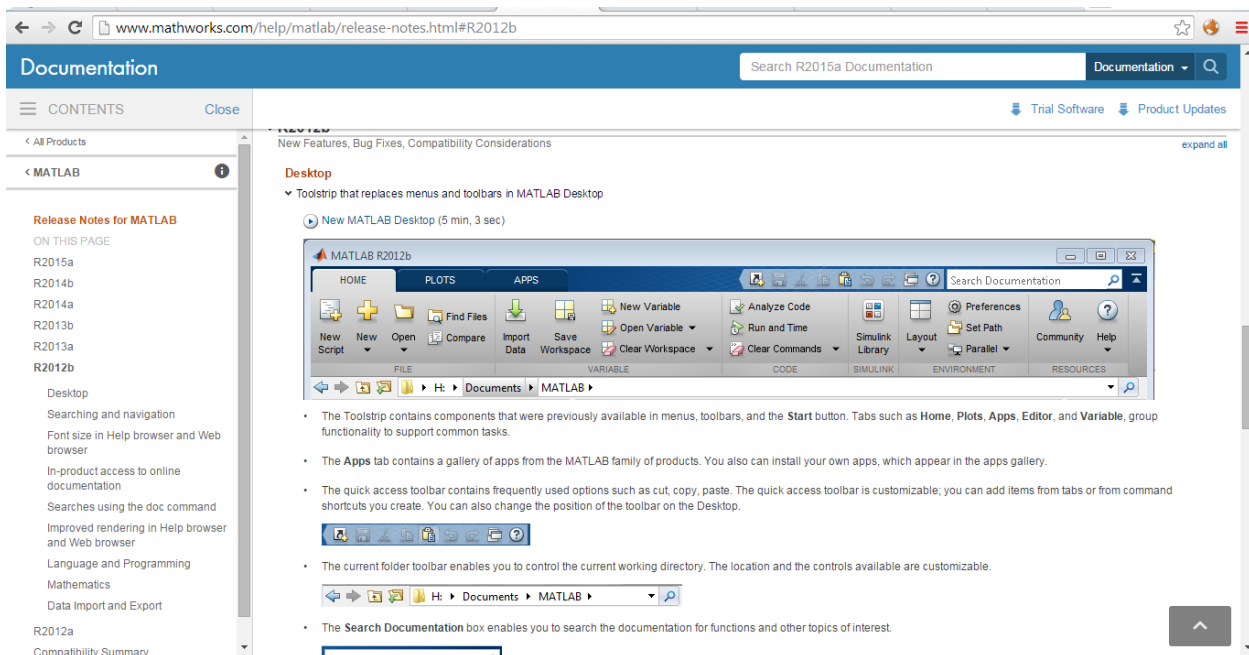 www.mathworks.com/help/matlab/release-notes.html#R2012b
Documentation
Search R2015a Documentation
Documentation
CONTENTS
Close
Trial Software
Product Updates
< All Products
< MATLAB
Release Notes for MATLAB
ON THIS PAGE
R2015a
R2014b
R2014a
R2013b
R2013a
R2012b
Desktop
Searching and navigation
Font size in Help browser and Web
browser
In-product access to online
documentation
Searches using the doc command
Improved rendering in Help browser
and Web browser
Language and Programming
Mathematics
Data Import and Export
R2012a
Compatibility Summary
R2012b
New Features, Bug Fixes, Compatibility Considerations
expand all
Desktop
Toolstrip that replaces menus and toolbars in MATLAB Desktop
New MATLAB Desktop (5 min, 3 sec)
MATLAB R2012b
HOME
PLOTS
APPS
Search Documentation
New
Script
New
Open
Find Files
Compare
Import
Data
Save
Workspace
New Variable
Open Variable
Clear Workspace
Analyze Code
Run and Time
Clear Commands
Simulink
Library
Layout
Preferences
Set Path
Parallel
Community
Help
FILE
VARIABLE
CODE
SIMULINK
ENVIRONMENT
RESOURCES
H: Documents MATLAB
• The Toolstrip contains components that were previously available in menus, toolbars, and the Start button. Tabs such as Home, Plots, Apps, Editor, and Variable, group
functionality to support common tasks.
• The Apps tab contains a gallery of apps from the MATLAB family of products. You also can install your own apps, which appear in the apps gallery.
• The quick access toolbar contains frequently used options such as cut, copy, paste. The quick access toolbar is customizable; you can add items from tabs or from command
shortcuts you create. You can also change the position of the toolbar on the Desktop.
• The current folder toolbar enables you to control the current working directory. The location and the controls available are customizable.
H: Documents MATLAB
• The Search Documentation box enables you to search the documentation for functions and other topics of interest.